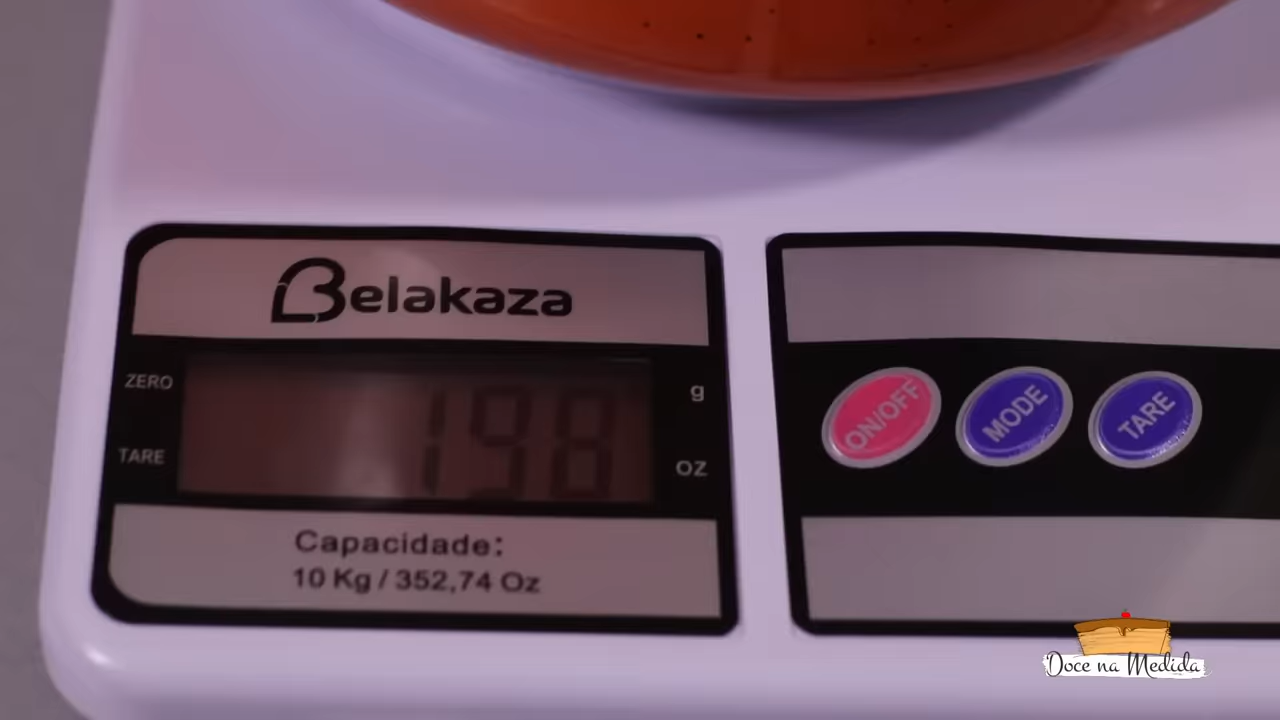 Belakaza
ZERO
g
198
TARE
OZ
Capacidade:
10 Kg / 352,74 Oz
ON/OFF
MODE
TARE
Doce na Medida